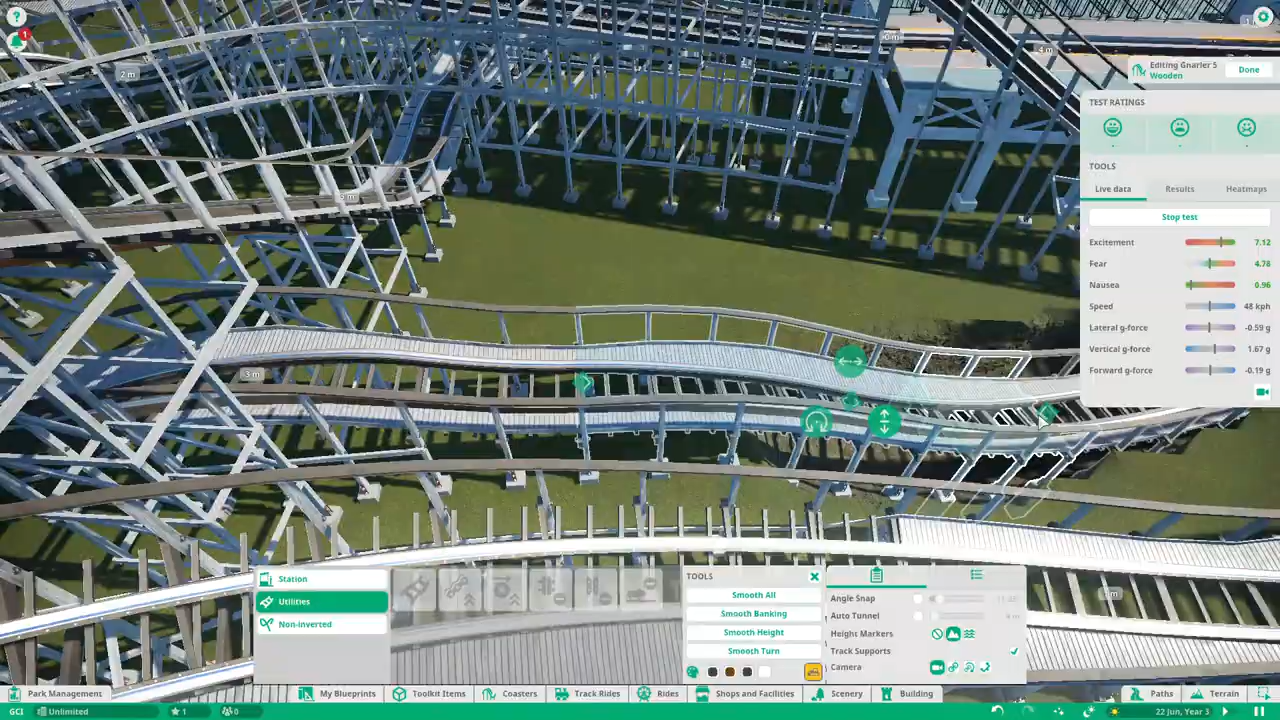 1
2 m
3 m
4 m
Editing Gnarler 5
Wooden
Done
TEST RATINGS
TOOLS
Live data
Results
Heatmaps
Stop test
Excitement 7.12
Fear 4.78
Nausea 0.96
Speed 48 kph
Lateral g-force -0.59 g
Vertical g-force 1.67 g
Forward g-force -0.19 g
Station
Utilities
Non-inverted
TOOLS
Smooth All
Smooth Banking
Smooth Height
Smooth Turn
Angle Snap
Auto Tunnel 4 m
Height Markers
Track Supports
Camera
Park Management
My Blueprints
Toolkit Items
Coasters
Track Rides
Rides
Shops and Facilities
Scenery
Building
Paths
Terrain
GCI
Unlimited
1
0
22 Jun, Year 3